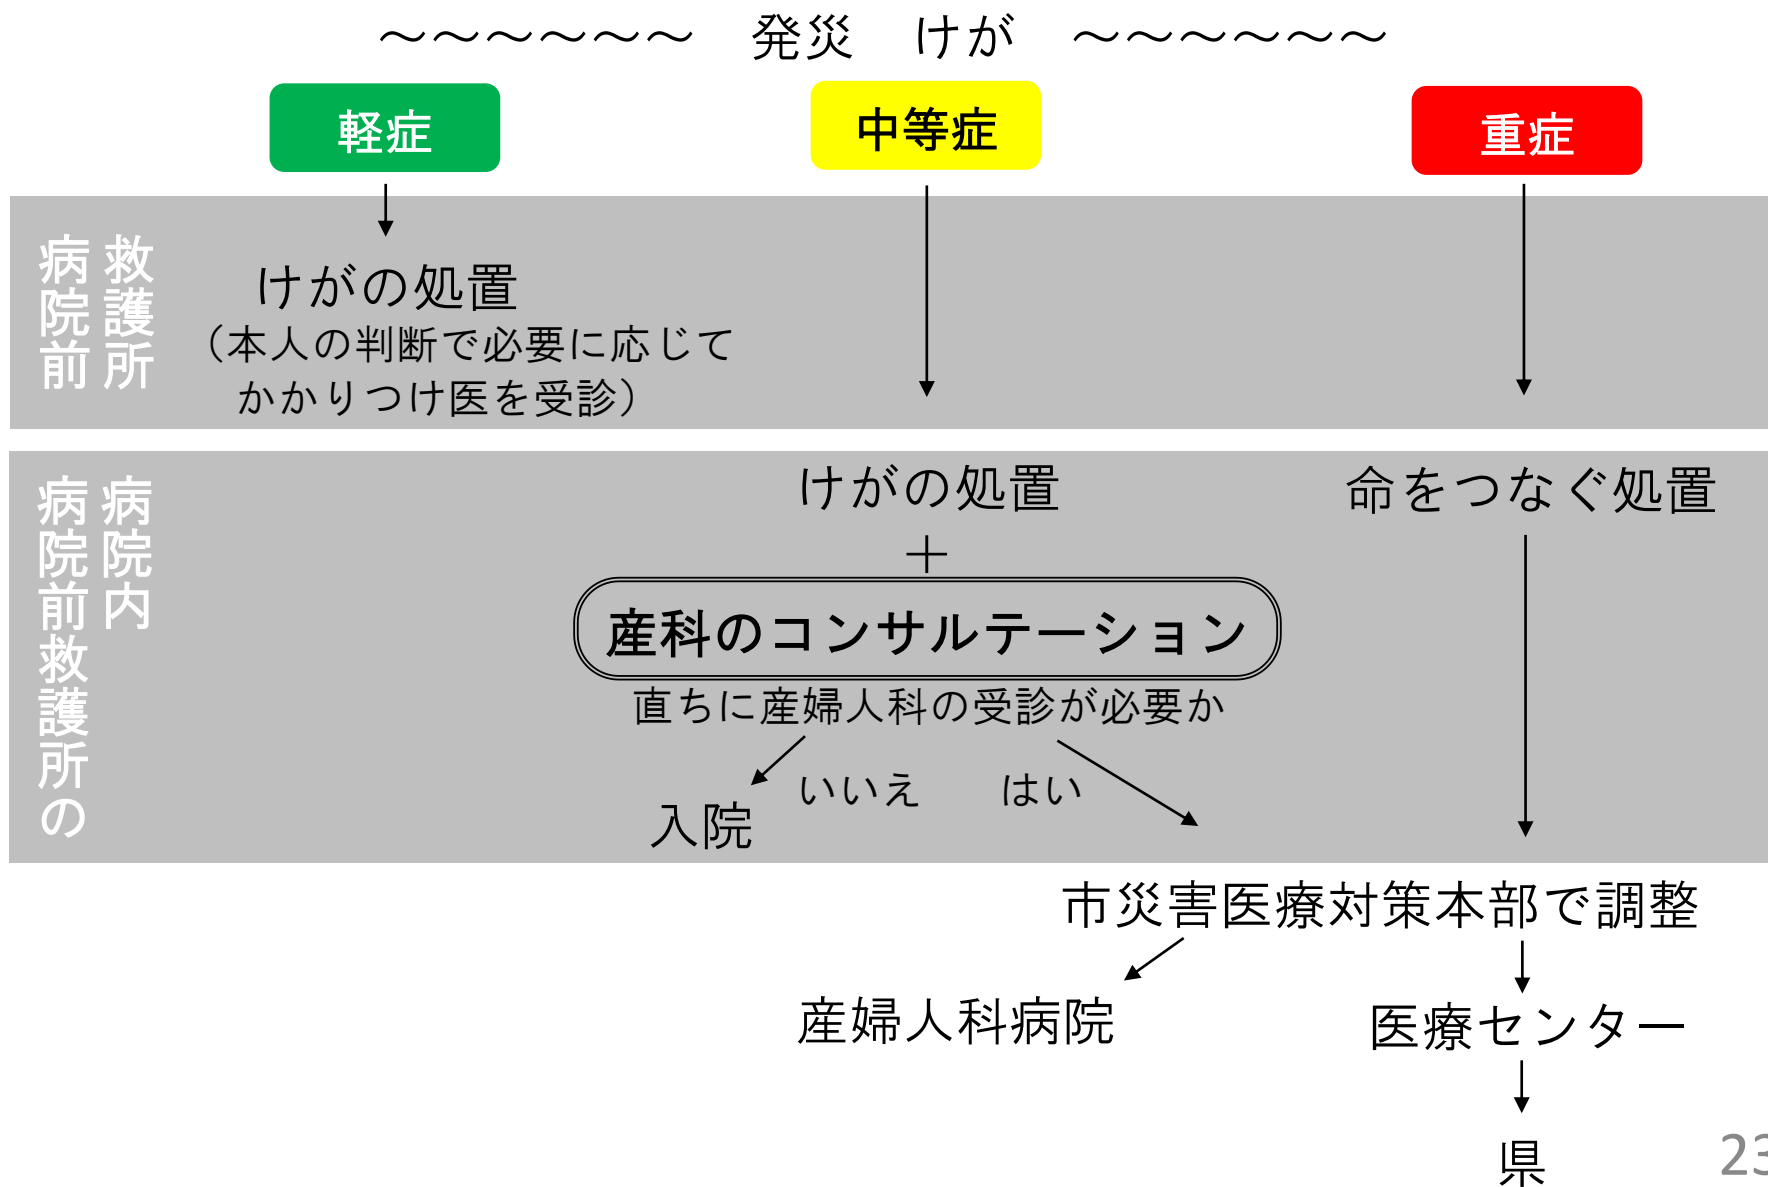 ～～～～～～　発災　けが　～～～～～～
軽症
中等症
重症
救護所
病院前
けがの処置
（本人の判断で必要に応じて
かかりつけ医を受診）
病院内
病院前救護所の
けがの処置
＋
産科のコンサルテーション
直ちに産婦人科の受診が必要か
いいえ
はい
入院
命をつなぐ処置
市災害医療対策本部で調整
産婦人科病院
医療センター
県
23